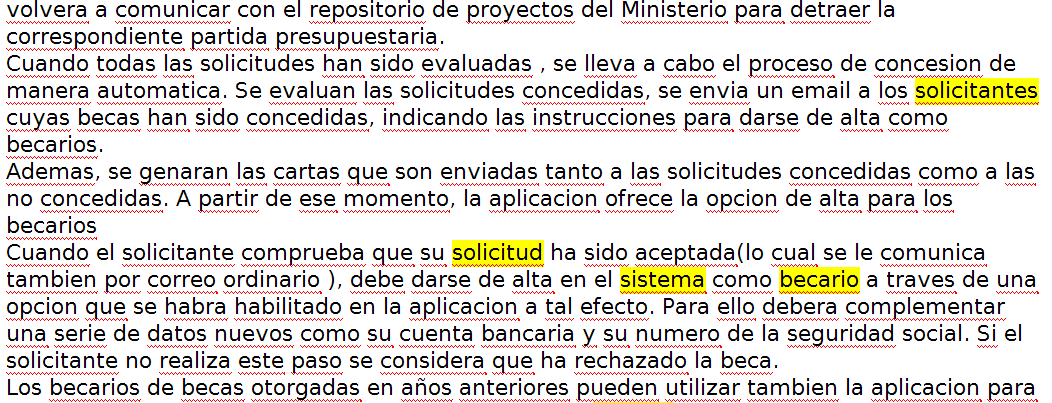 volvera a comunicar con el repositorio de proyectos del Ministerio para detraer la
correspondiente partida presupuestaria.
Cuando todas las solicitudes han sido evaluadas , se lleva a cabo el proceso de concesion de
manera automatica. Se evaluan las solicitudes concedidas, se envia un email a los solicitantes
cuyas becas han sido concedidas, indicando las instrucciones para darse de alta como
becarios.
Ademas, se genaran las cartas que son enviadas tanto a las solicitudes concedidas como a las
no concedidas. A partir de ese momento, la aplicacion ofrece la opcion de alta para los
becarios
Cuando el solicitante comprueba que su solicitud ha sido aceptada(lo cual se le comunica
tambien por correo ordinario ), debe darse de alta en el sistema como becario a traves de una
opcion que se habra habilitado en la aplicacion a tal efecto. Para ello debera complementar
una serie de datos nuevos como su cuenta bancaria y su numero de la seguridad social. Si el
solicitante no realiza este paso se considera que ha rechazado la beca.
Los becarios de becas otorgadas en años anteriores pueden utilizar tambien la aplicacion para